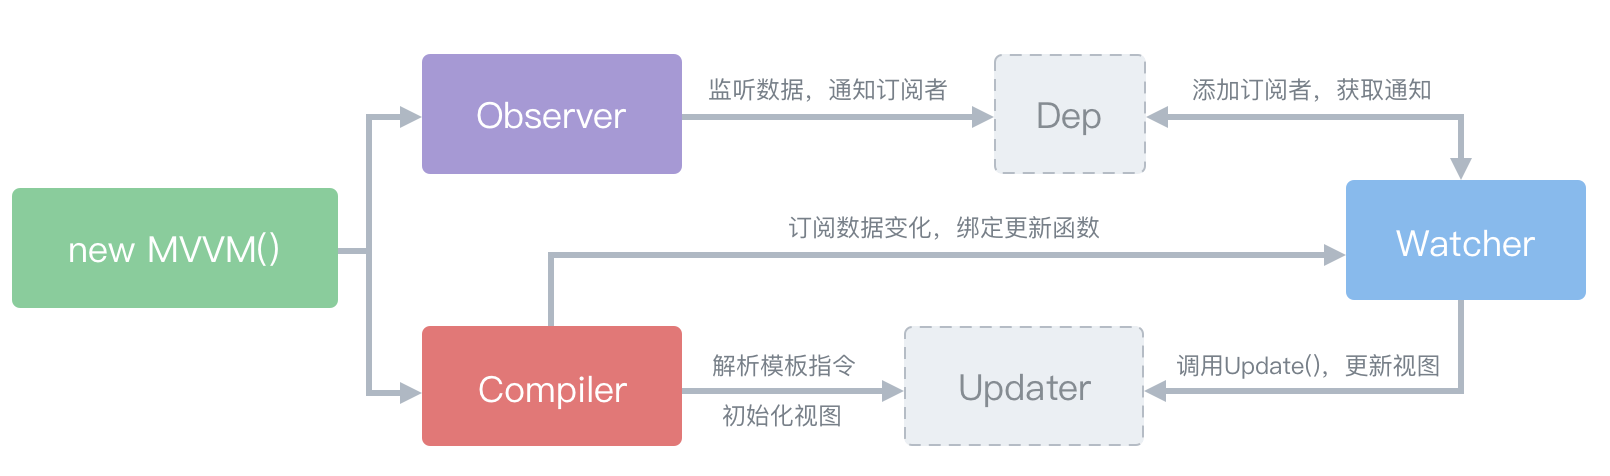 监听数据，通知订阅者
添加订阅者，获取通知
Observer
Dep
订阅数据变化，绑定更新函数
new MVVM()
Watcher
解析模板指令
调用Update()，更新视图
Compiler
Updater
初始化视图